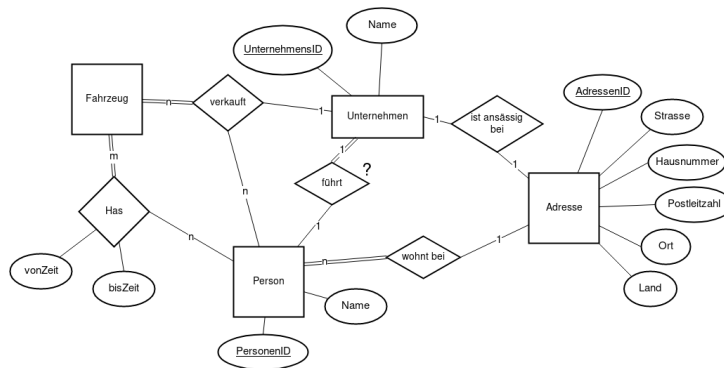 Name
UnternehmensID
Fahrzeug
n
verkauft
1
Unternehmen
1
ist ansässig
bei
AdressenID
Strasse
Hausnummer
Postleitzahl
Ort
Land
Adresse
1
m
1
?
führt
n
1
Has
n
vonZeit
bisZeit
Person
n
wohnt bei
1
Name
PersonenID